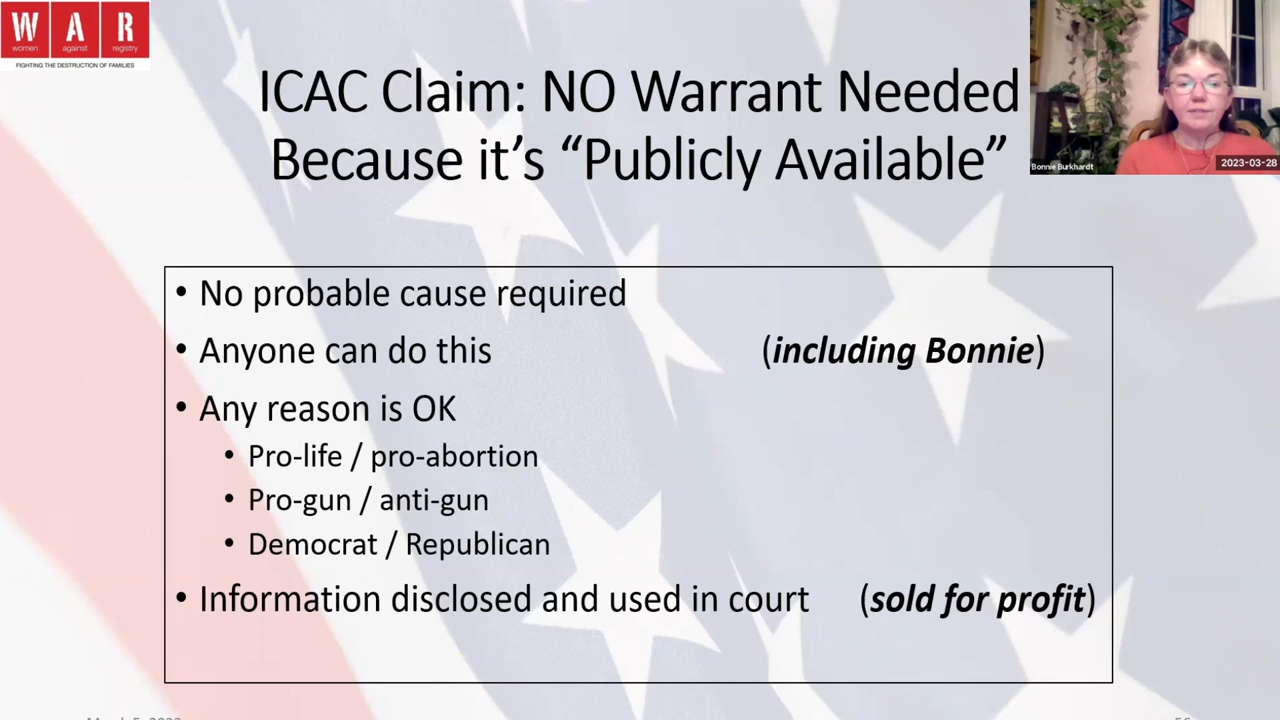 W A R
women against registry
FIGHTING THE DESTRUCTION OF FAMILIES
ICAC Claim: NO Warrant Needed
Because it’s “Publicly Available”
Bonnie Burkhardt
2023-03-28
• No probable cause required
• Anyone can do this (including Bonnie)
• Any reason is OK
• Pro-life / pro-abortion
• Pro-gun / anti-gun
• Democrat / Republican
• Information disclosed and used in court (sold for profit)